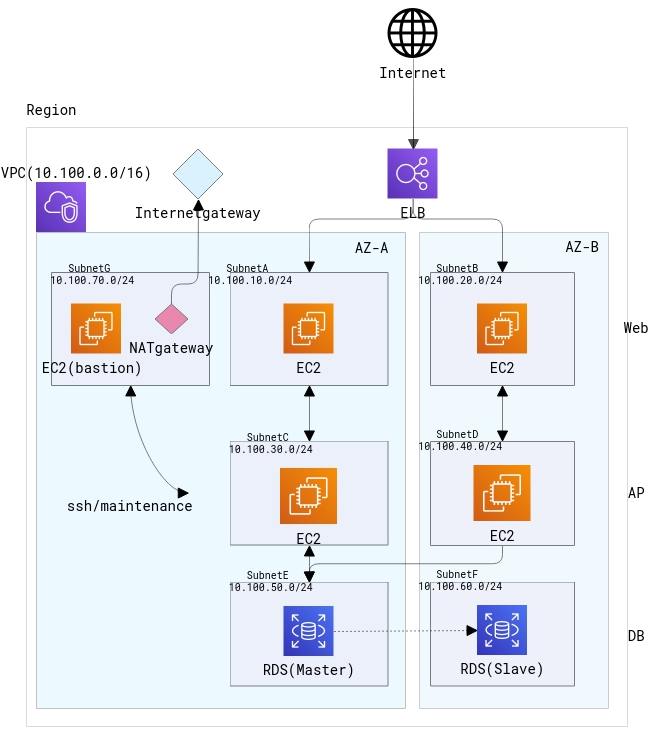 Internet
Region
VPC(10.100.0.0/16)
Internetgateway
ELB
AZ-A
AZ-B
SubnetG
10.100.70.0/24
SubnetA
10.100.10.0/24
SubnetB
10.100.20.0/24
Web
NATgateway
EC2(bastion)
EC2
EC2
SubnetC
10.100.30.0/24
SubnetD
10.100.40.0/24
AP
ssh/maintenance
EC2
EC2
SubnetE
10.100.50.0/24
SubnetF
10.100.60.0/24
DB
RDS(Master)
RDS(Slave)